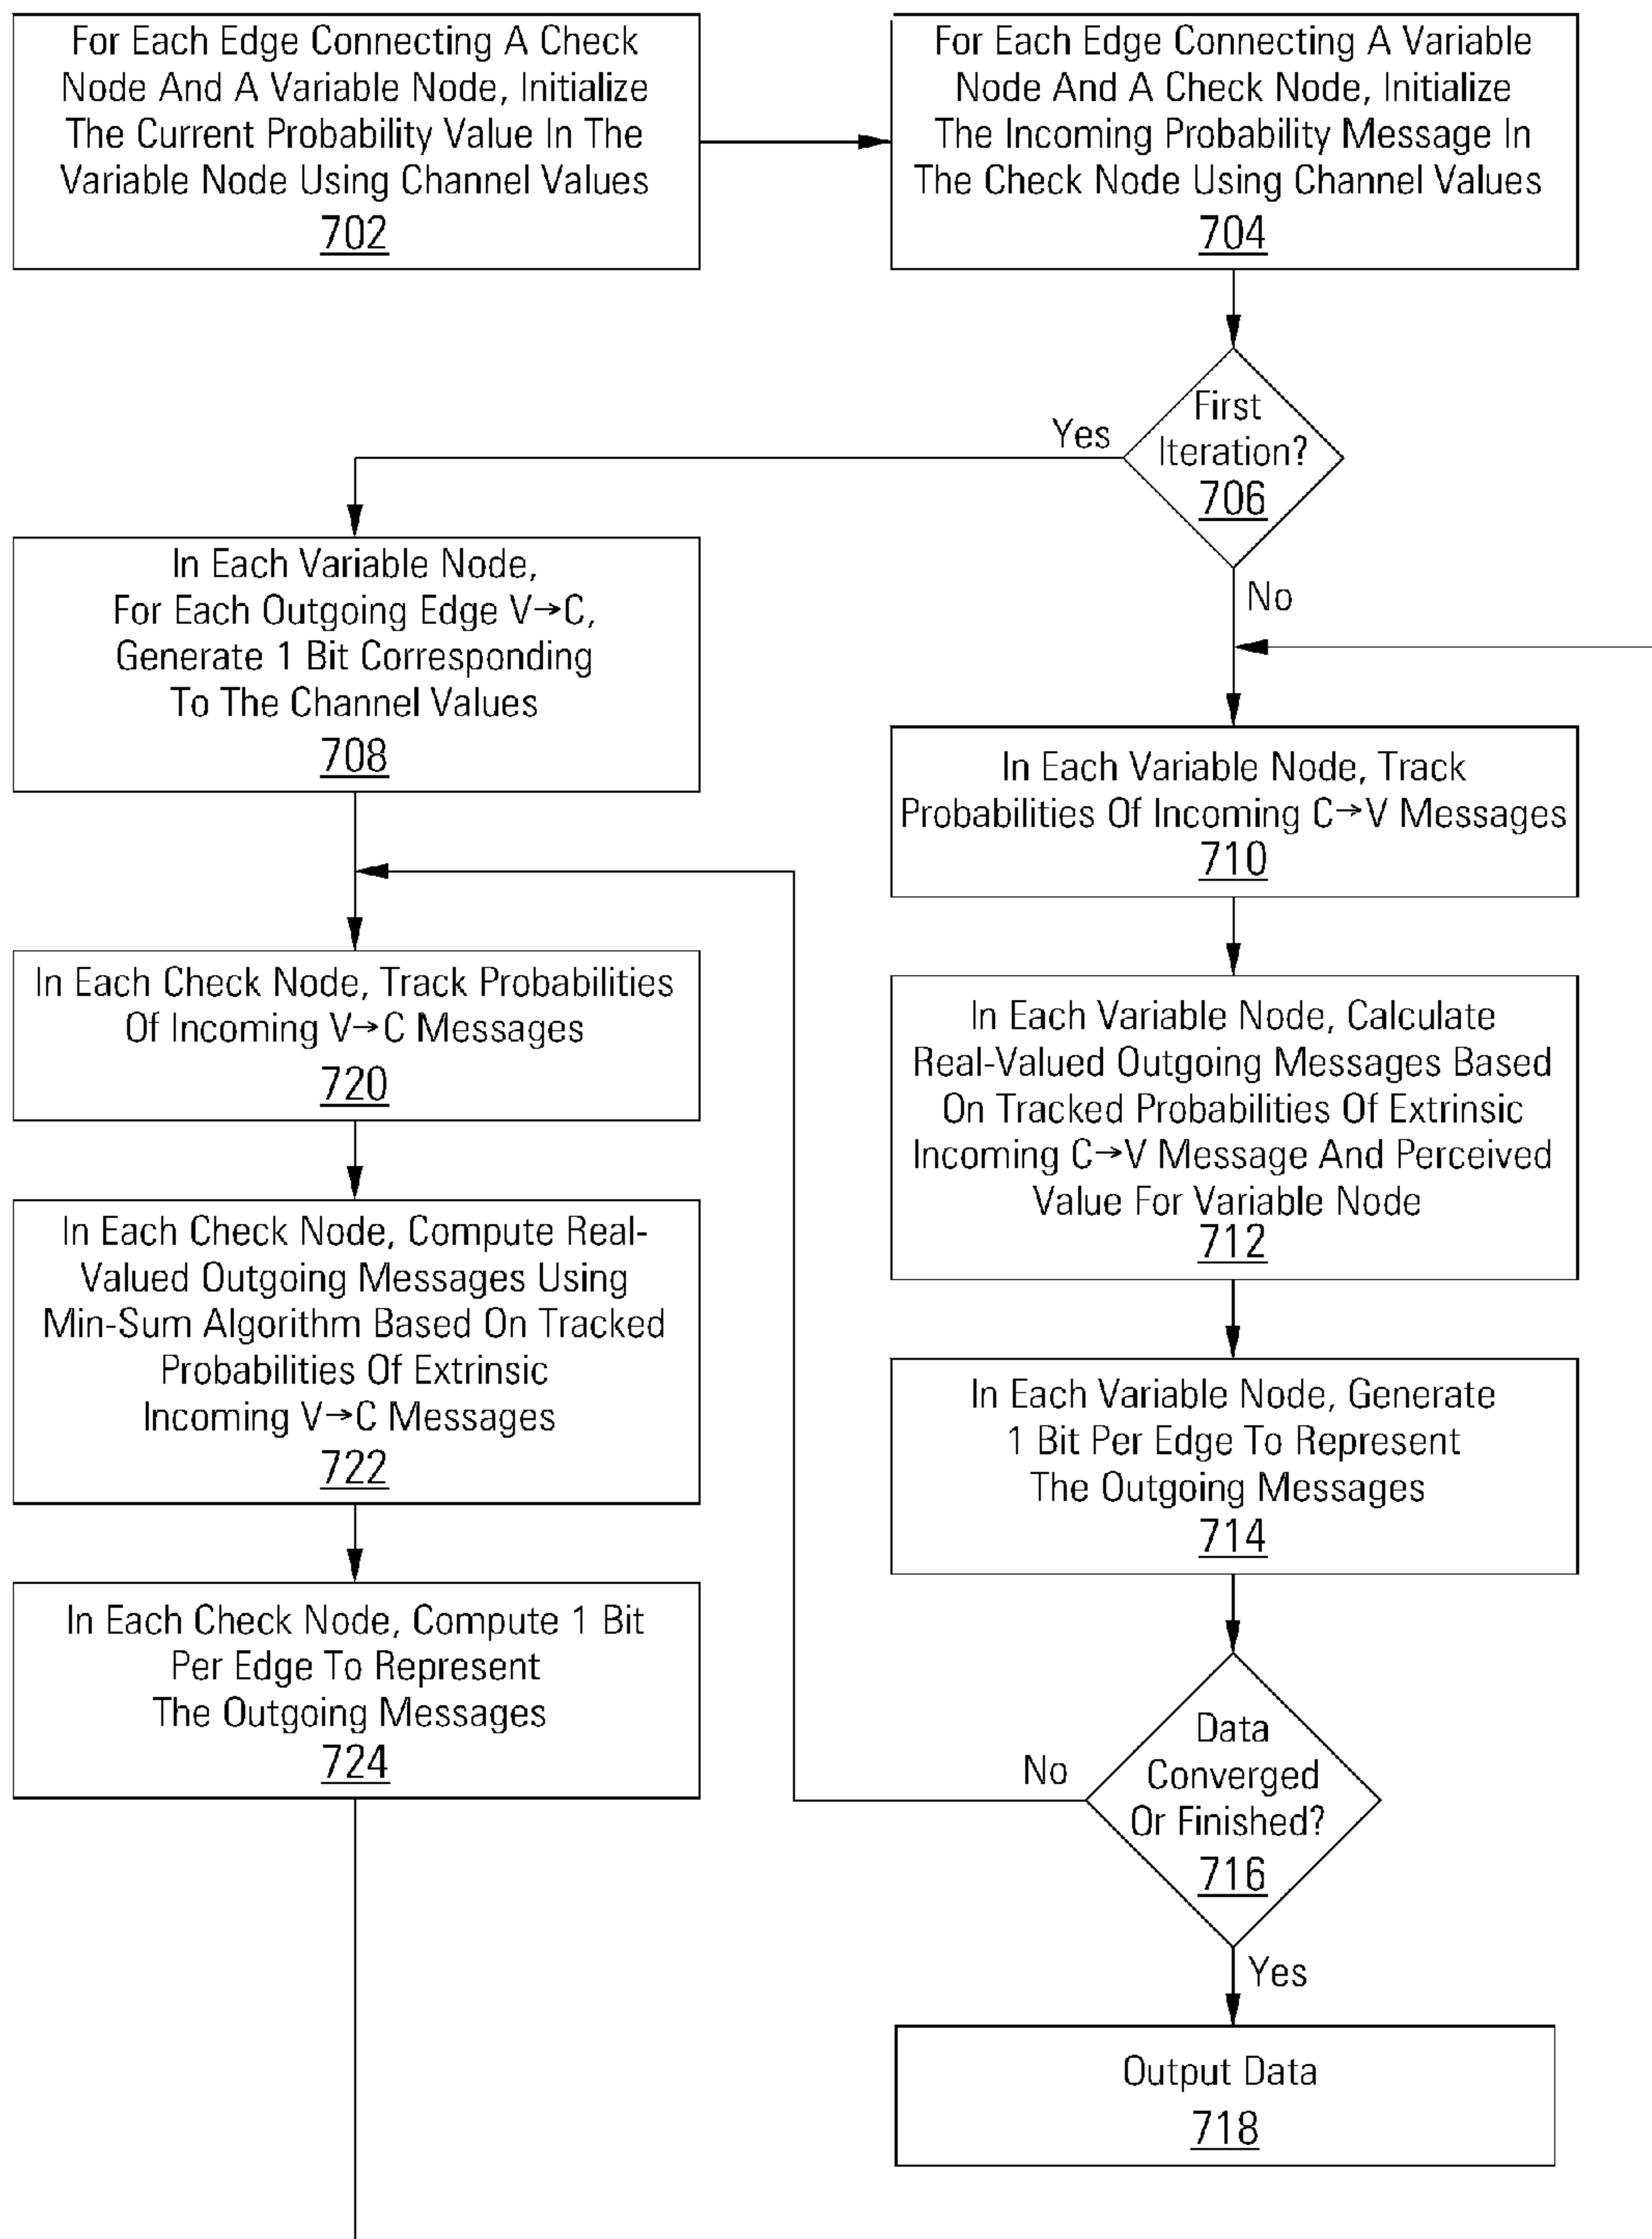 For Each Edge Connecting A Check
Node And A Variable Node, Initialize
The Current Probability Value In The
Variable Node Using Channel Values
702
For Each Edge Connecting A Variable
Node And A Check Node, Initialize
The Incoming Probability Message In
The Check Node Using Channel Values
704
First
Iteration?
706
Yes
No
In Each Variable Node,
For Each Outgoing Edge V→C,
Generate 1 Bit Corresponding
To The Channel Values
708
In Each Variable Node, Track
Probabilities Of Incoming C→V Messages
710
In Each Check Node, Track Probabilities
Of Incoming V→C Messages
720
In Each Variable Node, Calculate
Real-Valued Outgoing Messages Based
On Tracked Probabilities Of Extrinsic
Incoming C→V Message And Perceived
Value For Variable Node
712
In Each Check Node, Compute Real-
Valued Outgoing Messages Using
Min-Sum Algorithm Based On Tracked
Probabilities Of Extrinsic
Incoming V→C Messages
722
In Each Variable Node, Generate
1 Bit Per Edge To Represent
The Outgoing Messages
714
In Each Check Node, Compute 1 Bit
Per Edge To Represent
The Outgoing Messages
724
Data
Converged
Or Finished?
716
No
Yes
Output Data
718